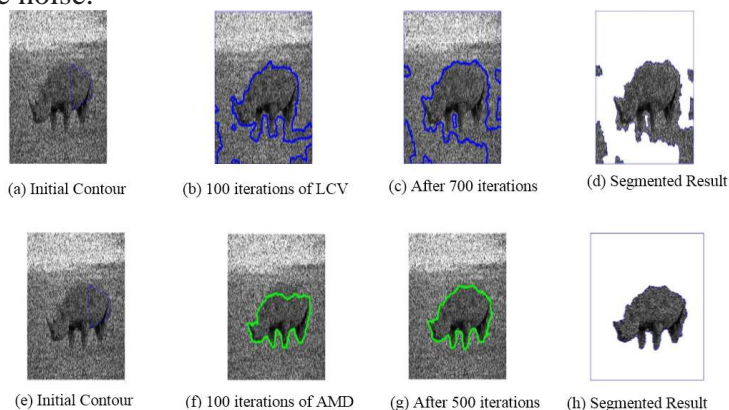 noise.
(a) Initial Contour
(b) 100 iterations of LCV
(c) After 700 iterations
(d) Segmented Result
(e) Initial Contour
(f) 100 iterations of AMD
(g) After 500 iterations
(h) Segmented Result